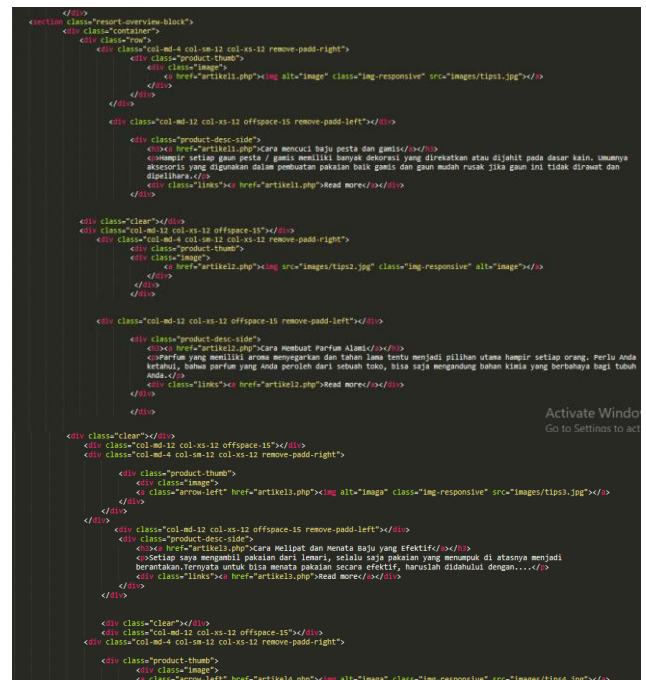 </div>
<section class="resort-overview-block">
<div class="container">
<div class="row">
<div class="col-md-4 col-sm-12 col-xs-12 remove-padd-right">
<div class="product-thumb">
<div class="image">
<a href="artikel1.php"><img alt="image" class="img-responsive" src="images/tips1.jpg"></a>
</div>
</div>
</div>
<div class="col-md-12 col-xs-12 offspace-15 remove-padd-left"></div>
<div class="product-desc-side">
<h3><a href="artikel1.php">Cara mencuci baju pesta dan gamis</a></h3>
<p>Hampir setiap gaun pesta / gamis memiliki banyak dekorasi yang direkatkan atau dijahit pada dasar kain. Umumnya
aksesoris yang digunakan dalam pembuatan pakaian baik gamis dan gaun mudah rusak jika gaun ini tidak dirawat dan
dipelihara.</p>
<div class="links"><a href="artikel1.php">Read more</a></div>
</div>
<div class="clear"></div>
<div class="col-md-12 col-xs-12 offspace-15"></div>
<div class="col-md-4 col-sm-12 col-xs-12 remove-padd-right">
<div class="product-thumb">
<div class="image">
<a href="artikel2.php"><img src="images/tips2.jpg" class="img-responsive" alt="image"></a>
</div>
</div>
</div>
<div class="col-md-12 col-xs-12 offspace-15 remove-padd-left"></div>
<div class="product-desc-side">
<h3><a href="artikel2.php">Cara Membuat Parfum Alami</a></h3>
<p>Parfum yang memiliki aroma menyegarkan dan tahan lama tentu menjadi pilihan utama hampir setiap orang. Perlu Anda
ketahui, bahwa parfum yang Anda peroleh dari sebuah toko, bisa saja mengandung bahan kimia yang berbahaya bagi tubuh
Anda.</p>
<div class="links"><a href="artikel2.php">Read more</a></div>
</div>
</div>
Activate Windo
Go to Settings to act
<div class="clear"></div>
<div class="col-md-12 col-xs-12 offspace-15"></div>
<div class="col-md-4 col-sm-12 col-xs-12 remove-padd-right">
<div class="product-thumb">
<div class="image">
<a class="arrow-left" href="artikel3.php"><img alt="imaga" class="img-responsive" src="images/tips3.jpg"></a>
</div>
</div>
</div>
<div class="col-md-12 col-xs-12 offspace-15 remove-padd-left"></div>
<div class="product-desc-side">
<h3><a href="artikel3.php">Cara Melipat dan Menata Baju yang Efektif</a></h3>
<p>Setiap saya mengambil pakaian dari lemari, selalu saja pakaian yang menumpuk di atasnya menjadi
berantakan.Ternyata untuk bisa menata pakaian secara efektif, haruslah didahului dengan....</p>
<div class="links"><a href="artikel3.php">Read more</a></div>
</div>
</div>
<div class="clear"></div>
<div class="col-md-12 col-xs-12 offspace-15"></div>
<div class="col-md-4 col-sm-12 col-xs-12 remove-padd-right">
<div class="product-thumb">
<div class="image">
<a class="arrow-left" href="artikel4.php"><img alt="image" class="img-responsive" src="images/tips4.jpg"></a>